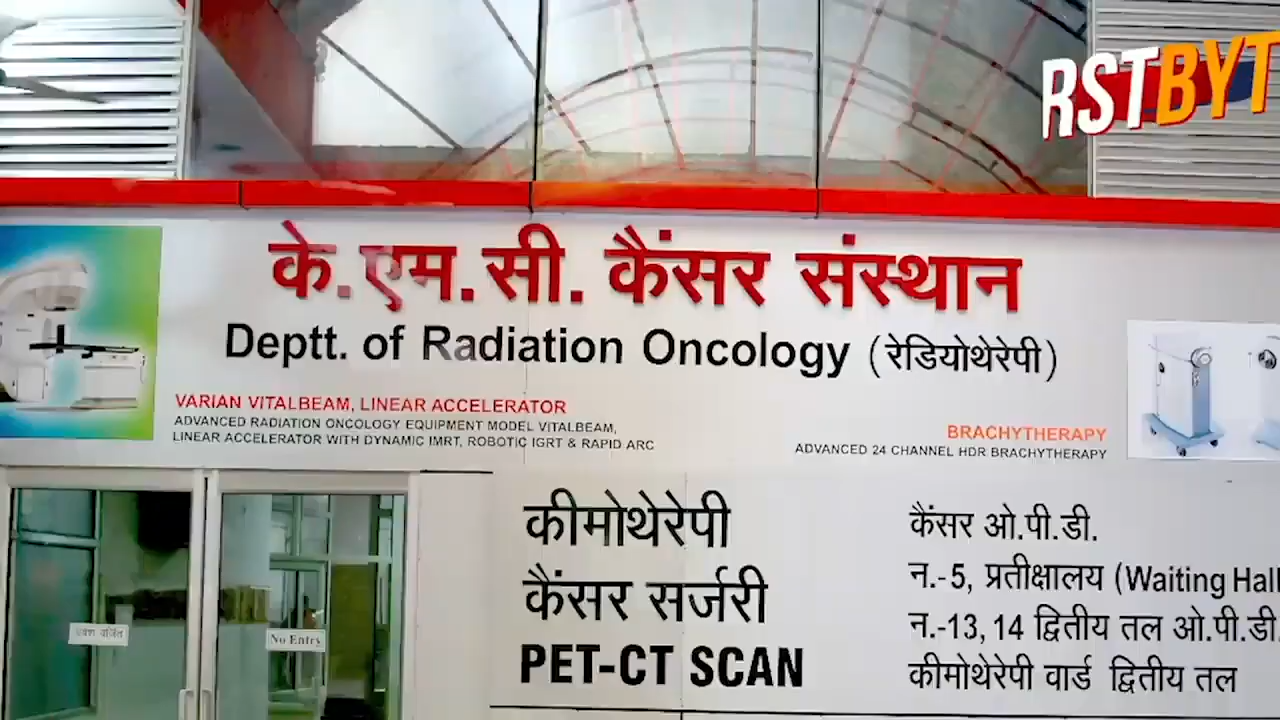 RSTBYT
के.एम.सी. कैंसर संस्थान
Deptt. of Radiation Oncology (रेडियोथेरेपी)
VARIAN VITALBEAM, LINEAR ACCELERATOR
ADVANCED RADIATION ONCOLOGY EQUIPMENT MODEL VITALBEAM,
LINEAR ACCELERATOR WITH DYNAMIC IMRT, ROBOTIC IGRT & RAPID ARC
BRACHYTHERAPY
ADVANCED 24 CHANNEL HDR BRACHYTHERAPY
कीमोथेरेपी
कैंसर सर्जरी
PET-CT SCAN
कैंसर ओ.पी.डी.
न.-5, प्रतीक्षालय (Waiting Hall
न.-13, 14 द्वितीय तल ओ.पी.डी.
कीमोथेरेपी वार्ड द्वितीय तल
प्रवेश वर्जित
No Entry